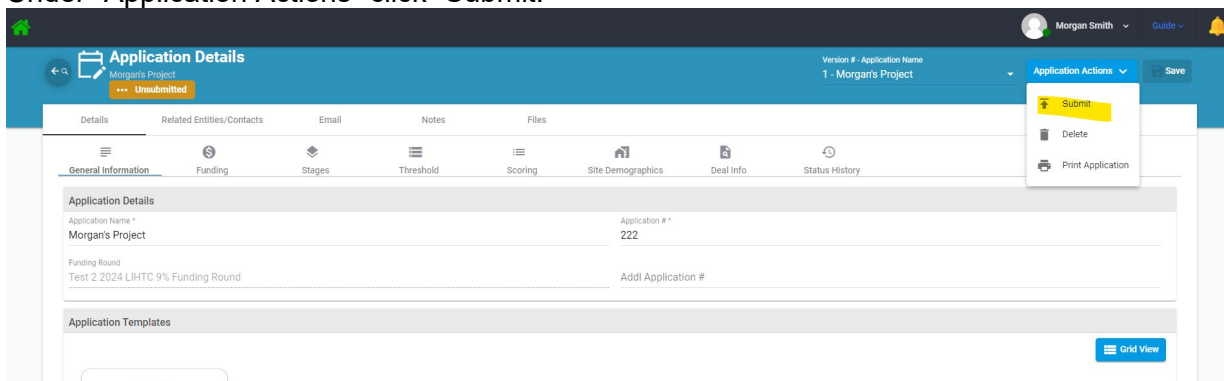 Under "Application Actions" click "Submit."
Morgan Smith
Guide
Application Details
Morgan's Project
Unsubmitted
Version # - Application Name
1 - Morgan's Project
Application Actions
Save
Submit
Delete
Print Application
Details
Related Entities/Contacts
Email
Notes
Files
General Information
Funding
Stages
Threshold
Scoring
Site Demographics
Deal Info
Status History
Application Details
Application Name *
Morgan's Project
Application # *
222
Funding Round
Test 2 2024 LIHTC 9% Funding Round
Addl Application #
Application Templates
Grid View